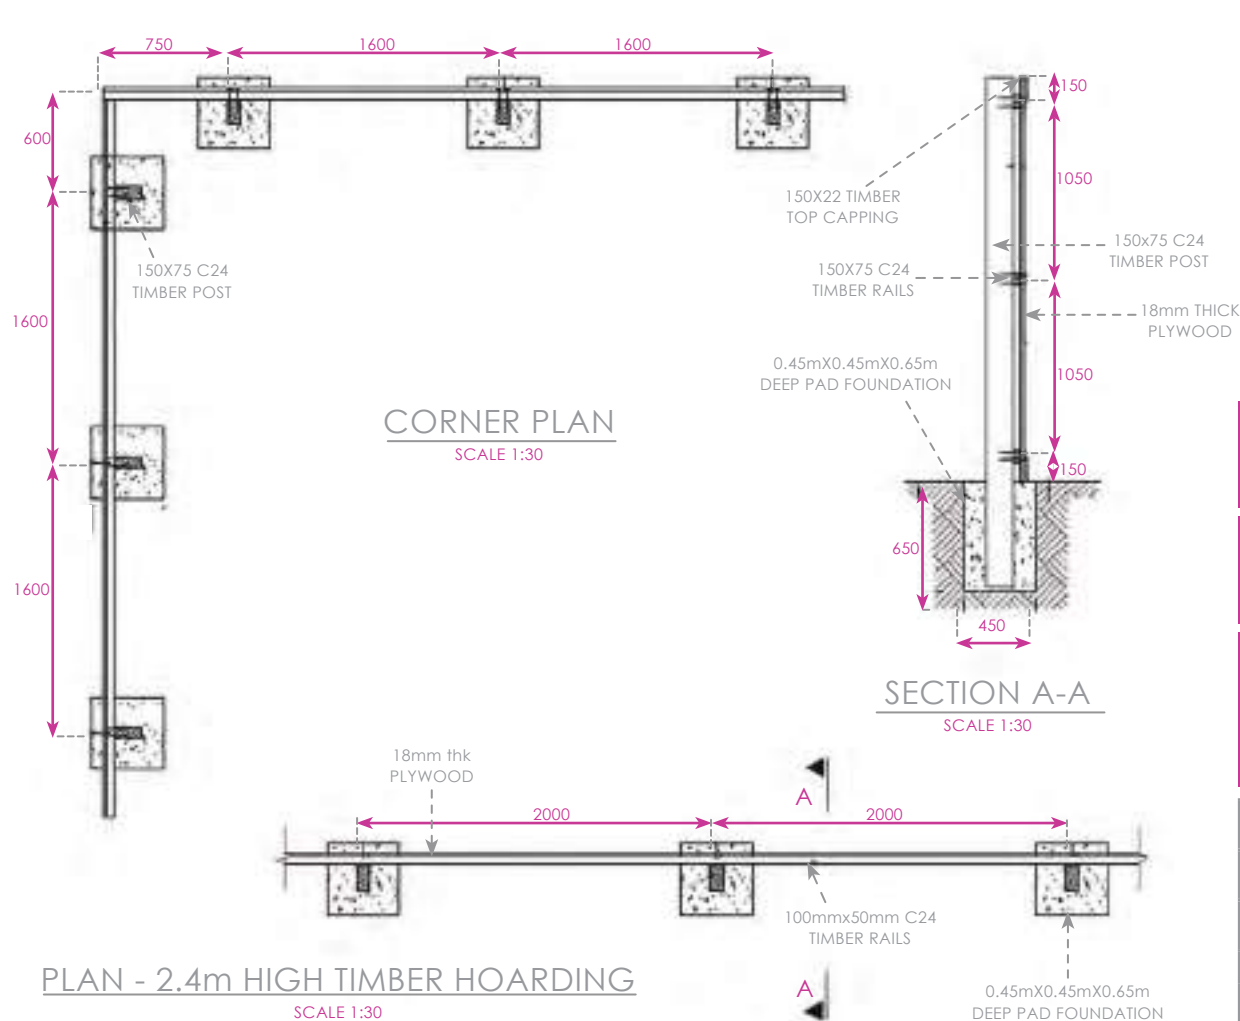 750
1600
1600
600
1600
1600
150X75 C24
TIMBER POST
CORNER PLAN
SCALE 1:30
150
1050
1050
150
150X22 TIMBER
TOP CAPPING
150x75 C24
TIMBER POST
150X75 C24
TIMBER RAILS
18mm THICK
PLYWOOD
0.45mX0.45mX0.65m
DEEP PAD FOUNDATION
650
450
SECTION A-A
SCALE 1:30
18mm thk
PLYWOOD
A
2000
2000
100mmx50mm C24
TIMBER RAILS
A
0.45mX0.45mX0.65m
DEEP PAD FOUNDATION
PLAN - 2.4m HIGH TIMBER HOARDING
SCALE 1:30